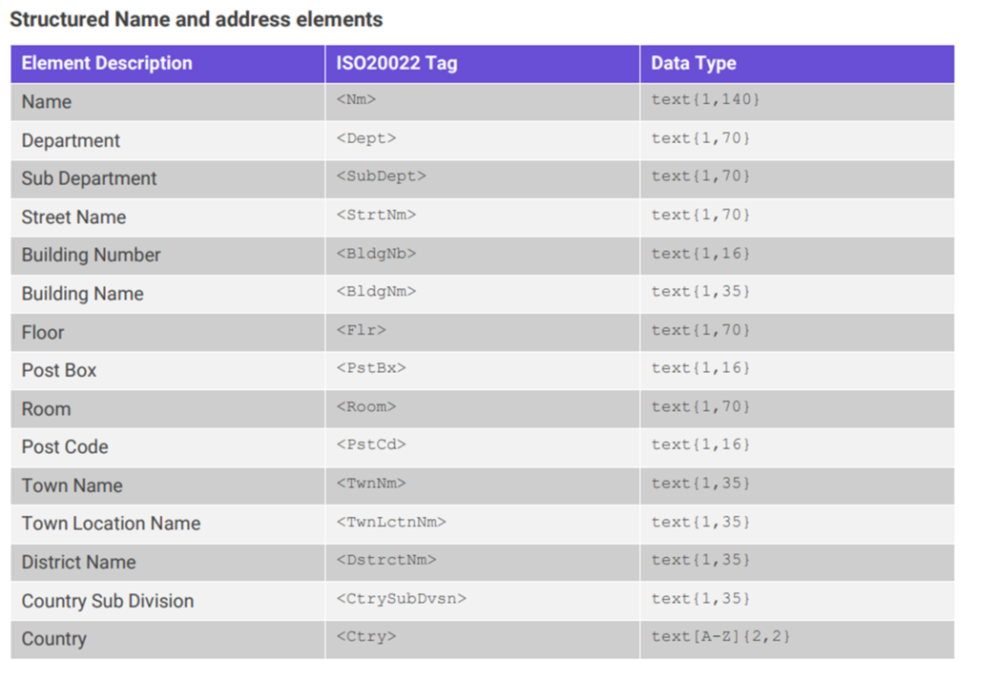 Structured Name and address elements
Element Description ISO20022 Tag Data Type
Name <Nm> text{1,140}
Department <Dept> text{1,70}
Sub Department <SubDept> text{1,70}
Street Name <StrtNm> text{1,70}
Building Number <BldgNb> text{1,16}
Building Name <BldgNm> text{1,35}
Floor <Flr> text{1,70}
Post Box <PstBx> text{1,16}
Room <Room> text{1,70}
Post Code <PstCd> text{1,16}
Town Name <TwnNm> text{1,35}
Town Location Name <TwnLctnNm> text{1,35}
District Name <DstrctNm> text{1,35}
Country Sub Division <CtrySubDvsn> text{1,35}
Country <Ctry> text[A-Z]{2,2}